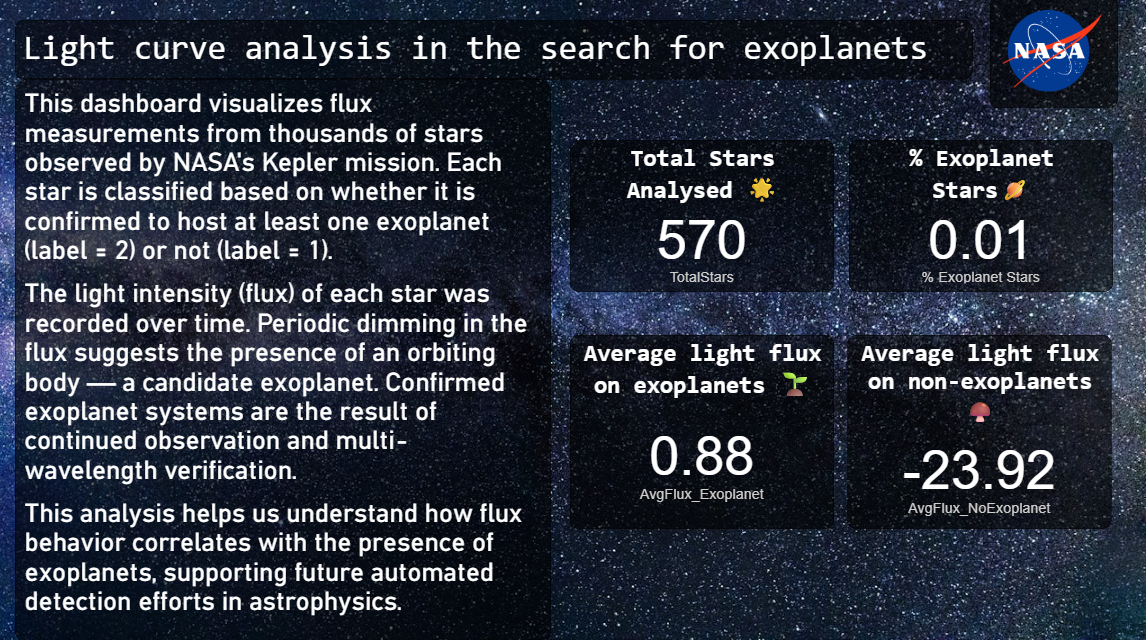 Light curve analysis in the search for exoplanets
NASA
This dashboard visualizes flux
measurements from thousands of stars
observed by NASA's Kepler mission. Each
star is classified based on whether it is
confirmed to host at least one exoplanet
(label = 2) or not (label = 1).
The light intensity (flux) of each star was
recorded over time. Periodic dimming in the
flux suggests the presence of an orbiting
body — a candidate exoplanet. Confirmed
exoplanet systems are the result of
continued observation and multi-
wavelength verification.
This analysis helps us understand how flux
behavior correlates with the presence of
exoplanets, supporting future automated
detection efforts in astrophysics.
Total Stars
Analysed 🌟
570
TotalStars
% Exoplanet
Stars 🪐
0.01
% Exoplanet Stars
Average light flux
on exoplanets 🌱
0.88
AvgFlux_Exoplanet
Average light flux
on non-exoplanets
🍄
-23.92
AvgFlux_NoExoplanet